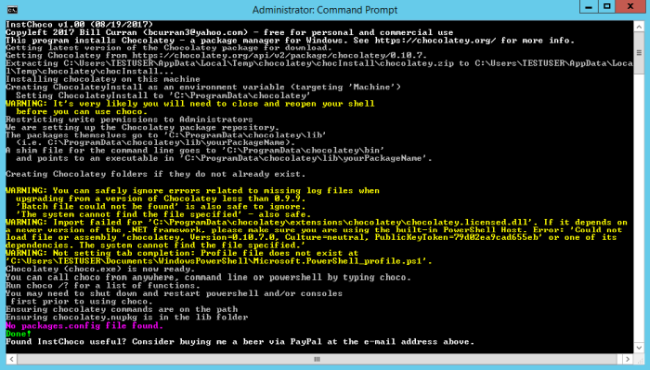 Administrator: Command Prompt
InstChoco v1.00 (08/19/2017)
Copyleft 2017 Bill Curran (bcurran3@yahoo.com) - free for personal and commercial use
This program installs Chocolatey - a package manager for Windows. See https://chocolatey.org/ for more info.
Getting latest version of the Chocolatey package for download.
Getting Chocolatey from https://chocolatey.org/api/v2/package/chocolatey/0.10.7.
Extracting C:\Users\TESTUSER\AppData\Local\Temp\chocolatey\chocInstall\chocolatey.zip to C:\Users\TESTUSER\AppData\Loca
l\Temp\chocolatey\chocInstall...
Installing chocolatey on this machine
Creating ChocolateyInstall as an environment variable (targeting 'Machine')
  Setting ChocolateyInstall to 'C:\ProgramData\chocolatey'
WARNING: It's very likely you will need to close and reopen your shell
  before you can use choco.
Restricting write permissions to Administrators
We are setting up the Chocolatey package repository.
The packages themselves go to 'C:\ProgramData\chocolatey\lib'
  (i.e. C:\ProgramData\chocolatey\lib\yourPackageName).
A shim file for the command line goes to 'C:\ProgramData\chocolatey\bin'
  and points to an executable in 'C:\ProgramData\chocolatey\lib\yourPackageName'.
Creating Chocolatey folders if they do not already exist.
WARNING: You can safely ignore errors related to missing log files when
  upgrading from a version of Chocolatey less than 0.9.9.
  'Batch file could not be found' is also safe to ignore.
  'The system cannot find the file specified' - also safe.
WARNING: Import failed for 'C:\ProgramData\chocolatey\extensions\chocolatey\chocolatey.licensed.dll'. If it depends on
a newer version of the .NET framework, please make sure you are using the built-in PowerShell Host. Error: 'Could not
load file or assembly 'chocolatey, Version=0.10.7.0, Culture=neutral, PublicKeyToken=79d02ea9cad655eb' or one of its
dependencies. The system cannot find the file specified.'
WARNING: Not setting tab completion: Profile file does not exist at
'C:\Users\TESTUSER\Documents\WindowsPowerShell\Microsoft.PowerShell_profile.ps1'.
Chocolatey (choco.exe) is now ready.
You can call choco from anywhere, command line or powershell by typing choco.
Run choco /? for a list of functions.
You may need to shut down and restart powershell and/or consoles
 first prior to using choco.
Ensuring chocolatey commands are on the path
Ensuring chocolatey.nupkg is in the lib folder
No packages.config file found.
Done!
Found InstChoco useful? Consider buying me a beer via PayPal at the e-mail address above.